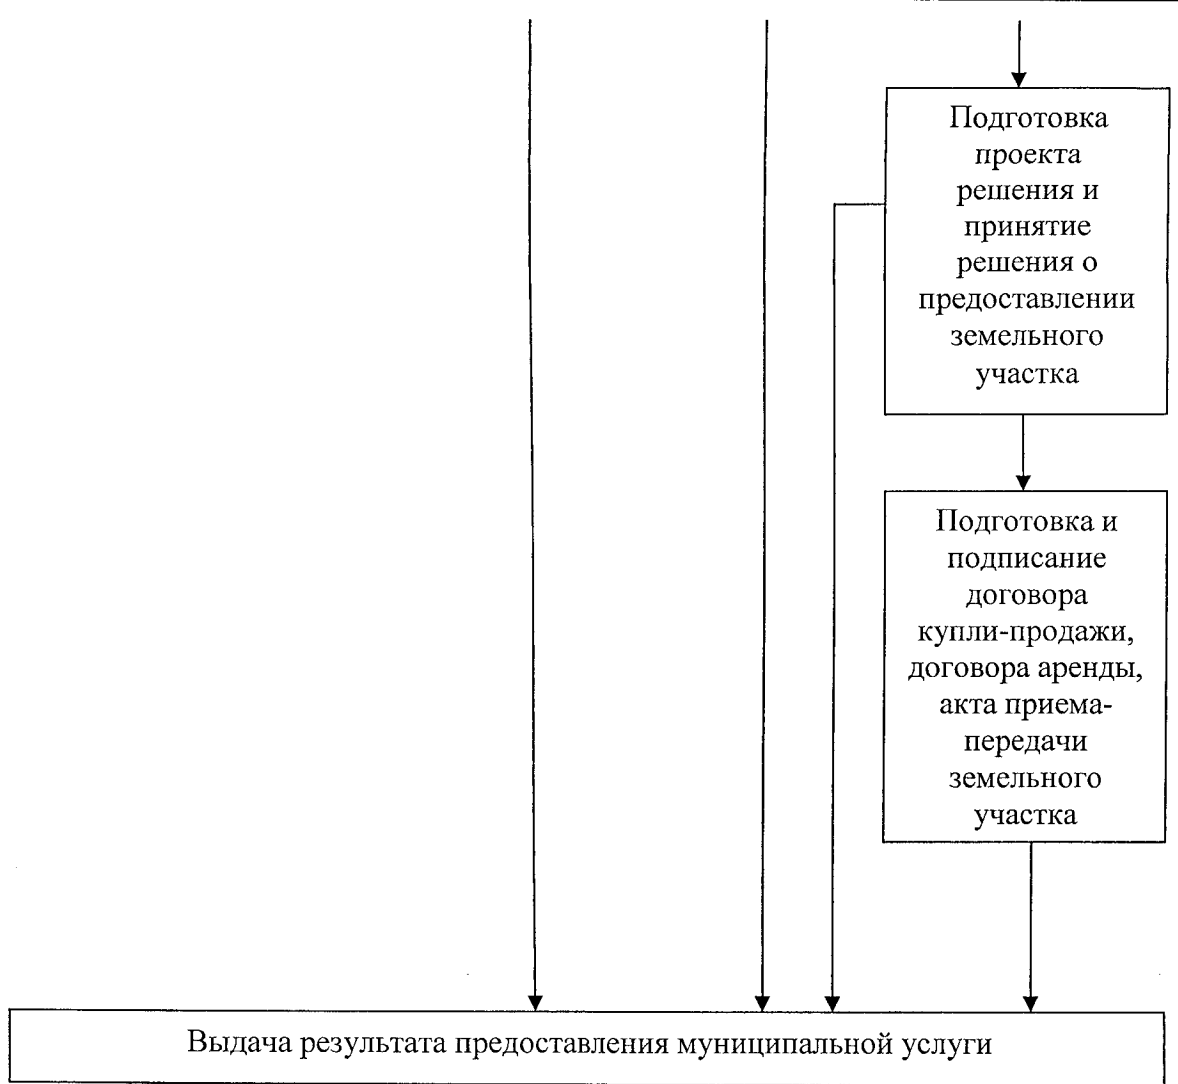 Подготовка
проекта
решения и
принятие
решения о
предоставлении
земельного
участка
Подготовка и
подписание
договора
купли-продажи,
договора аренды,
акта приема-
передачи
земельного
участка
Выдача результата предоставления муниципальной услуги